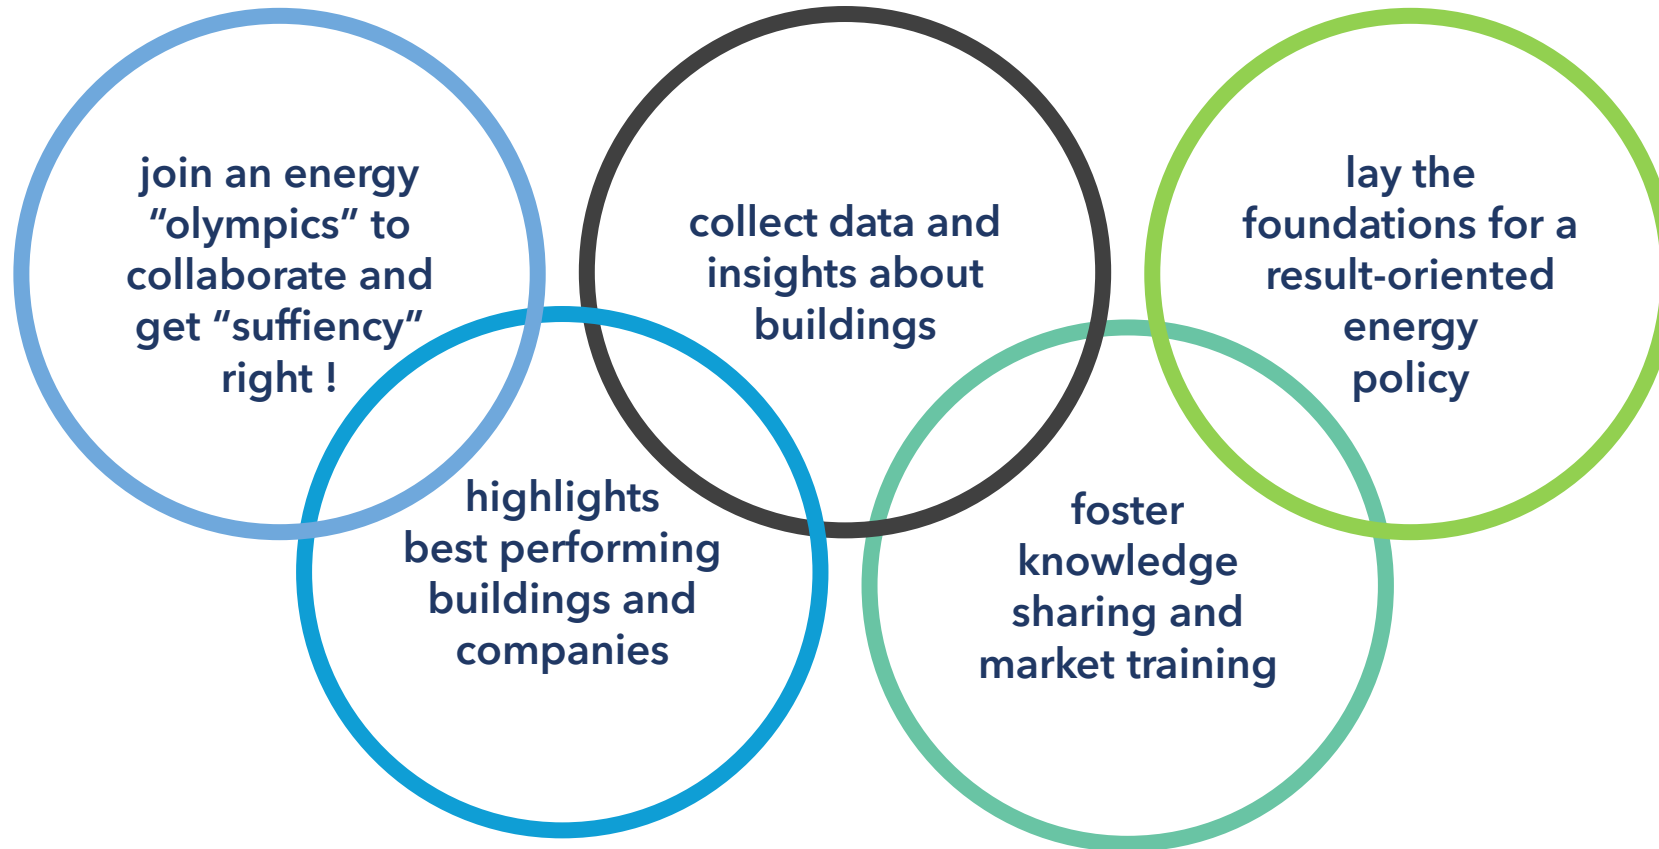 join an energy
“olympics” to
collaborate and
get “suffiency”
right !
collect data and
insights about
buildings
lay the
foundations for a
result-oriented
energy
policy
highlights
best performing
buildings and
companies
foster
knowledge
sharing and
market training